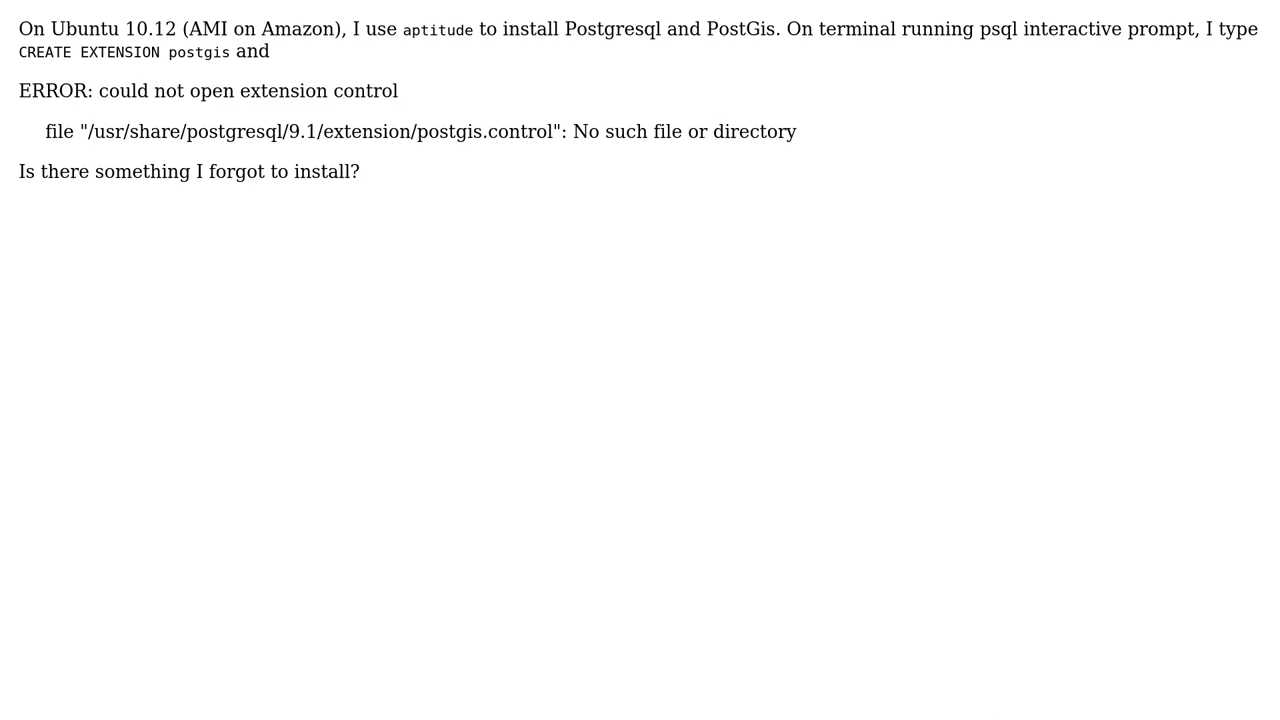 On Ubuntu 10.12 (AMI on Amazon), I use aptitude to install Postgresql and PostGis. On terminal running psql interactive prompt, I type
CREATE EXTENSION postgis and
ERROR: could not open extension control
file "/usr/share/postgresql/9.1/extension/postgis.control": No such file or directory
Is there something I forgot to install?